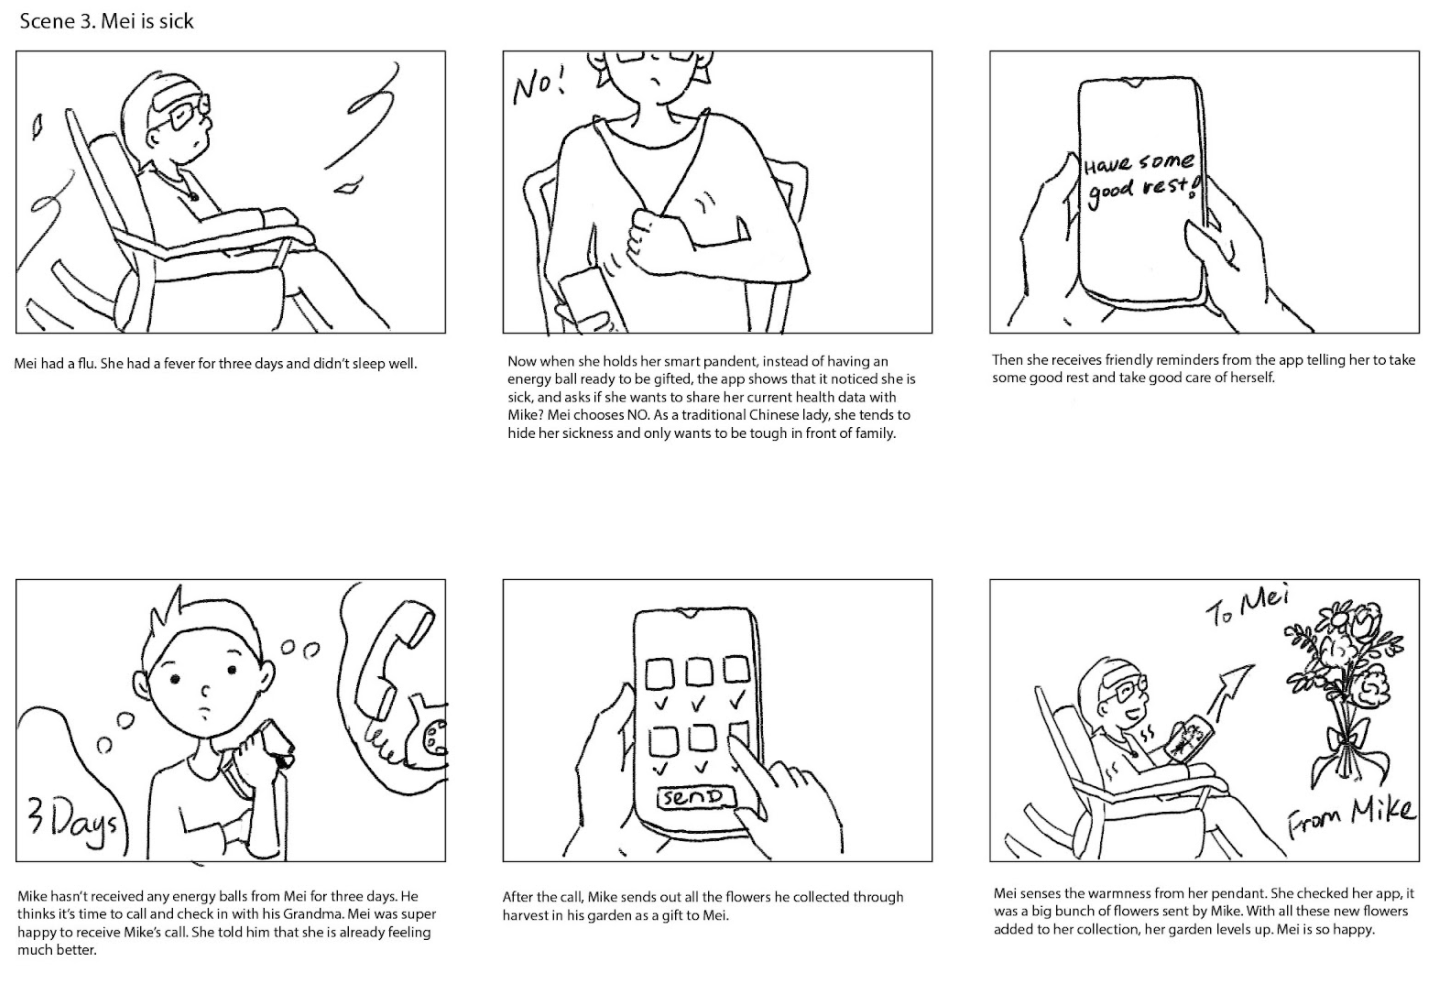 Scene 3. Mei is sick
No!
Have some
good rest!
Mei had a flu. She had a fever for three days and didn't sleep well.
Now when she holds her smart pandent, instead of having an
energy ball ready to be gifted, the app shows that it noticed she is
sick, and asks if she wants to share her current health data with
Mike? Mei chooses NO. As a traditional Chinese lady, she tends to
hide her sickness and only wants to be tough in front of family.
Then she receives friendly reminders from the app telling her to take
some good rest and take good care of herself.
3 Days
send
To Mei
From Mike
Mike hasn't received any energy balls from Mei for three days. He
thinks it's time to call and check in with his Grandma. Mei was super
happy to receive Mike's call. She told him that she is already feeling
much better.
After the call, Mike sends out all the flowers he collected through
harvest in his garden as a gift to Mei.
Mei senses the warmness from her pendant. She checked her app, it
was a big bunch of flowers sent by Mike. With all these new flowers
added to her collection, her garden levels up. Mei is so happy.